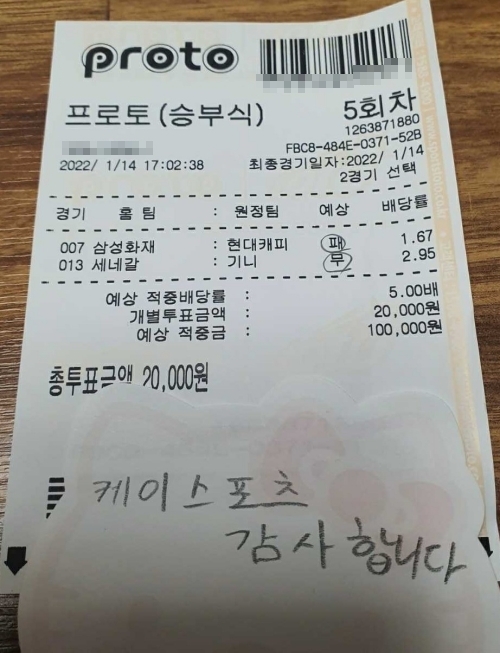 proto
프로토(승부식) 5회차
1263871880
FBC8-484E-0371-52B
2022/ 1/14 17:02:38 최종경기일자:2022/ 1/14
2경기 선택
경기 홈 팀 : 원정팀 예상 배당률
007 삼성화재 : 현대캐피 패 1.67
013 세네갈 : 기니 무 2.95
예상 적중배당률 : 5.00배
개별투표금액 : 20,000원
예상 적중금 : 100,000원
총투표금액 20,000원
케이스포츠
감사합니다